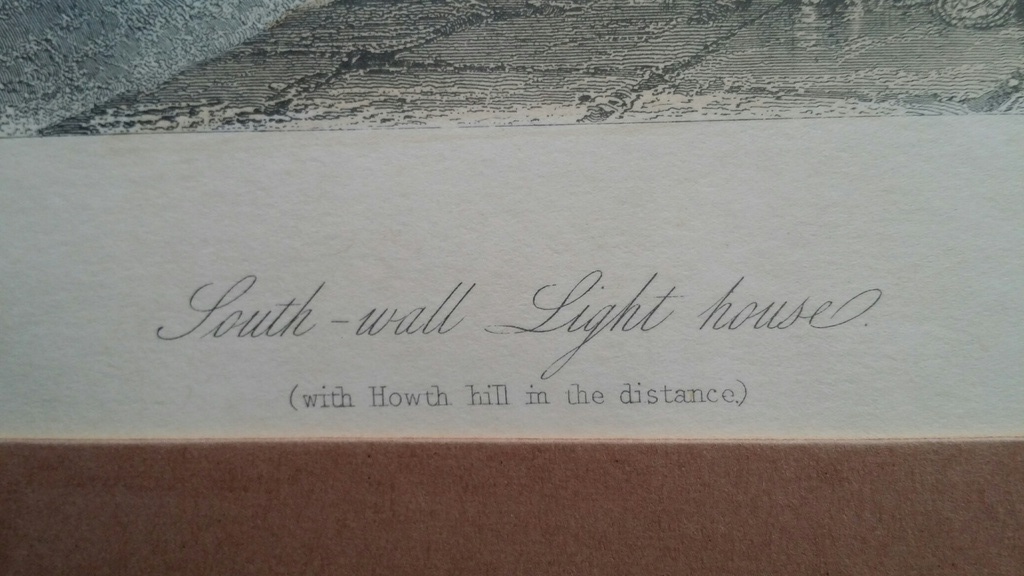 South-wall Light house.
(with Howth hill in the distance.)